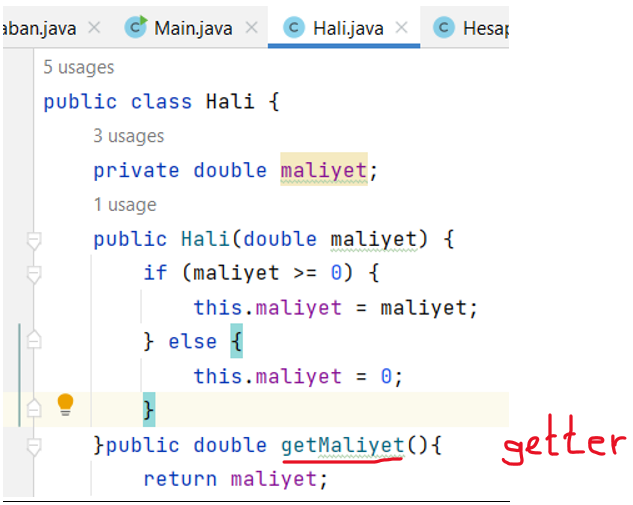 aban.java × Main.java × Hali.java × Hesap
5 usages
public class Hali {
3 usages
private double maliyet;
1 usage
public Hali(double maliyet) {
if (maliyet >= 0) {
this.maliyet = maliyet;
} else {
this.maliyet = 0;
}
}public double getMaliyet(){
getter
return maliyet;